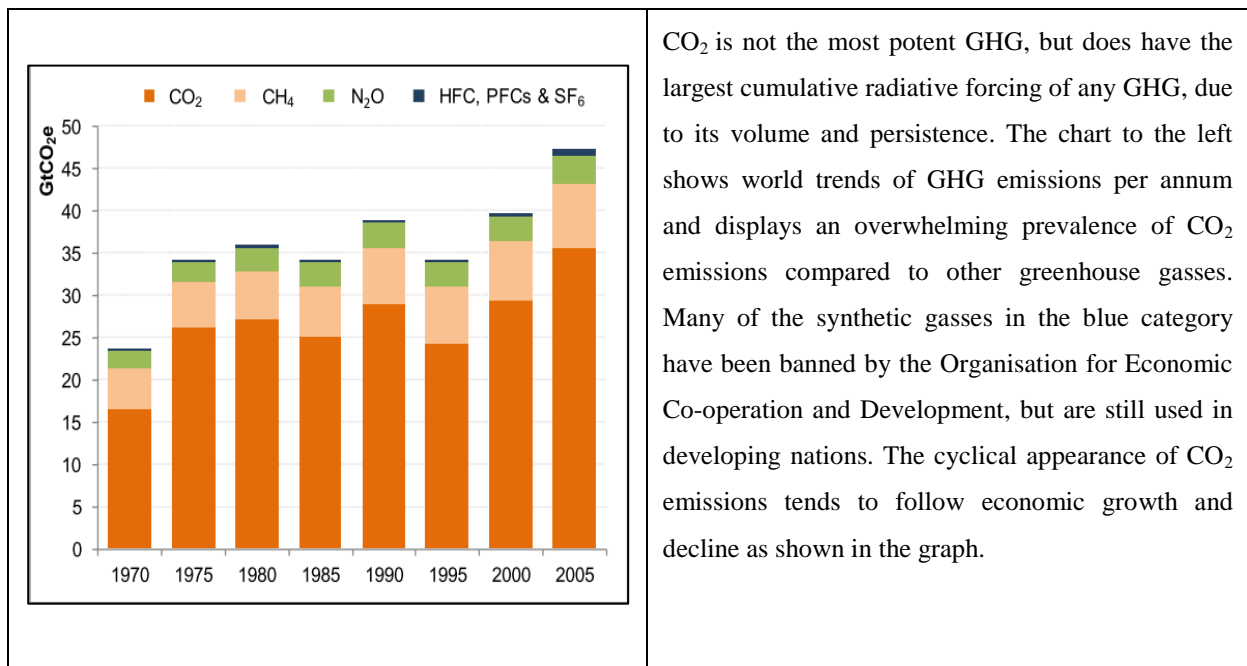 CO₂ CH₄ N₂O HFC, PFCs & SF₆
GtCO₂e
50
45
40
35
30
25
20
15
10
5
0
1970 1975 1980 1985 1990 1995 2000 2005
CO₂ is not the most potent GHG, but does have the
largest cumulative radiative forcing of any GHG, due
to its volume and persistence. The chart to the left
shows world trends of GHG emissions per annum
and displays an overwhelming prevalence of CO₂
emissions compared to other greenhouse gasses.
Many of the synthetic gasses in the blue category
have been banned by the Organisation for Economic
Co-operation and Development, but are still used in
developing nations. The cyclical appearance of CO₂
emissions tends to follow economic growth and
decline as shown in the graph.